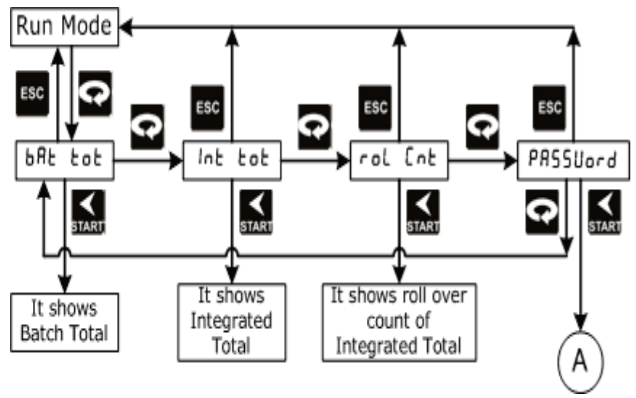 Run Mode
ESC
ESC
ESC
ESC
bAt tot
Int tot
roL Cnt
PASSUord
START
START
START
START
It shows
Batch Total
It shows
Integrated
Total
It shows roll over
count of
Integrated Total
A